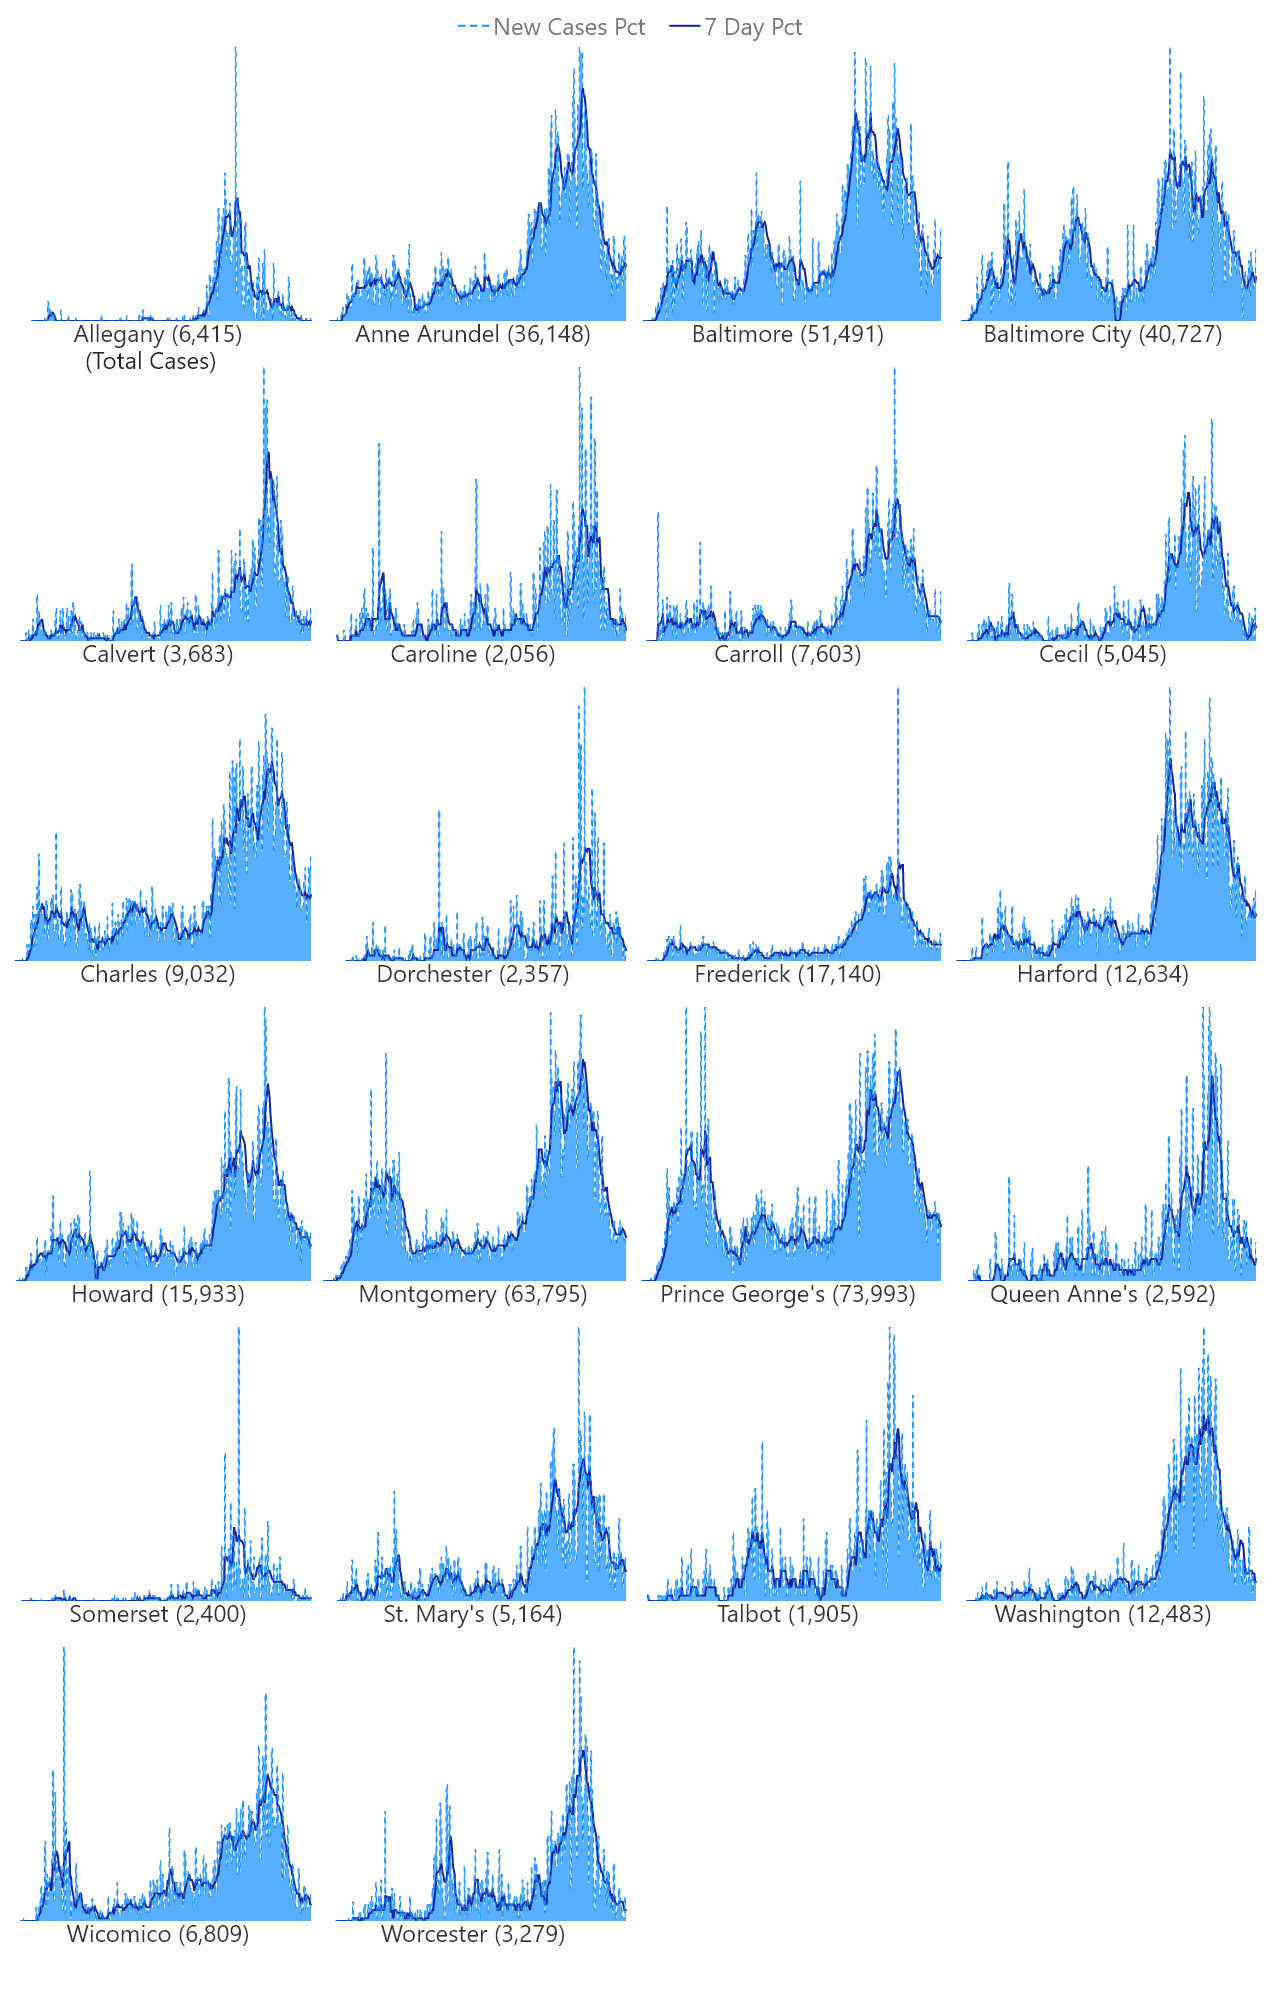 New Cases Pct 7 Day Pct
Allegany (6,415) Anne Arundel (36,148) Baltimore (51,491) Baltimore City (40,727)
(Total Cases)
Calvert (3,683) Caroline (2,056) Carroll (7,603) Cecil (5,045)
Charles (9,032) Dorchester (2,357) Frederick (17,140) Harford (12,634)
Howard (15,933) Montgomery (63,795) Prince George's (73,993) Queen Anne's (2,592)
Somerset (2,400) St. Mary's (5,164) Talbot (1,905) Washington (12,483)
Wicomico (6,809) Worcester (3,279)